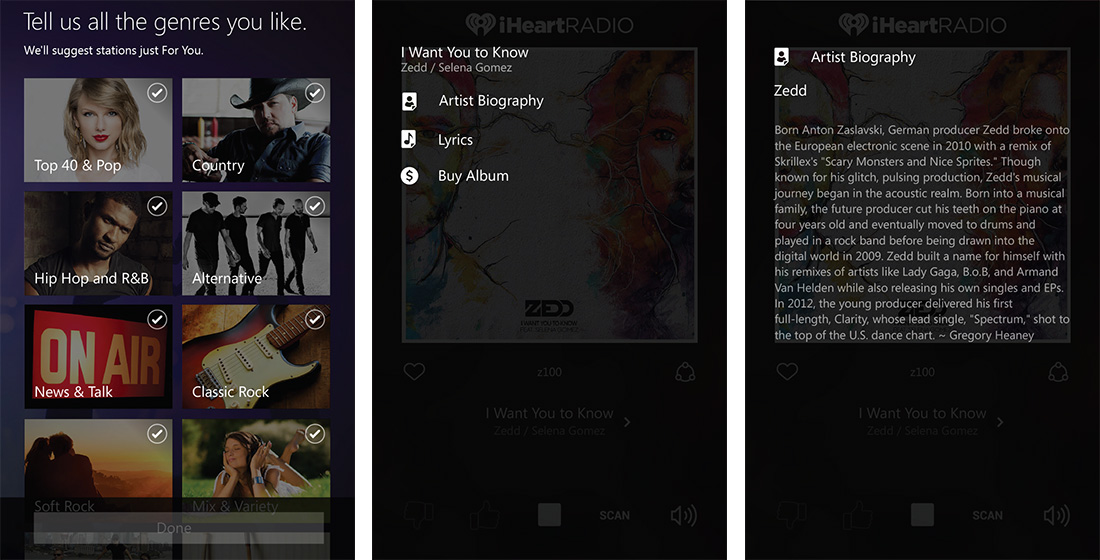 Tell us all the genres you like.
We'll suggest stations just For You.
Top 40 & Pop
Country
Hip Hop and R&B
Alternative
ON AIR
News & Talk
Classic Rock
Soft Rock
Mix & Variety
Done
iHeartRADIO
I Want You to Know
Zedd / Selena Gomez
Artist Biography
Lyrics
Buy Album
ZEDD
I WANT YOU TO KNOW
FEAT. SELENA GOMEZ
z100
I Want You to Know
Zedd / Selena Gomez
SCAN
iHeartRADIO
Artist Biography
Zedd
Born Anton Zaslavski, German producer Zedd broke onto
the European electronic scene in 2010 with a remix of
Skrillex's "Scary Monsters and Nice Sprites." Though
known for his glitch, pulsing production, Zedd's musical
journey began in the acoustic realm. Born into a musical
family, the future producer cut his teeth on the piano at
four years old and eventually moved to drums and
played in a rock band before being drawn into the
digital world in 2009. Zedd built a name for himself with
his remixes of artists like Lady Gaga, B.o.B, and Armand
Van Helden while also releasing his own singles and EPs.
In 2012, the young producer delivered his first
full-length, Clarity, whose lead single, "Spectrum," shot to
the top of the U.S. dance chart. ~ Gregory Heaney
z100
I Want You to Know
Zedd / Selena Gomez
SCAN